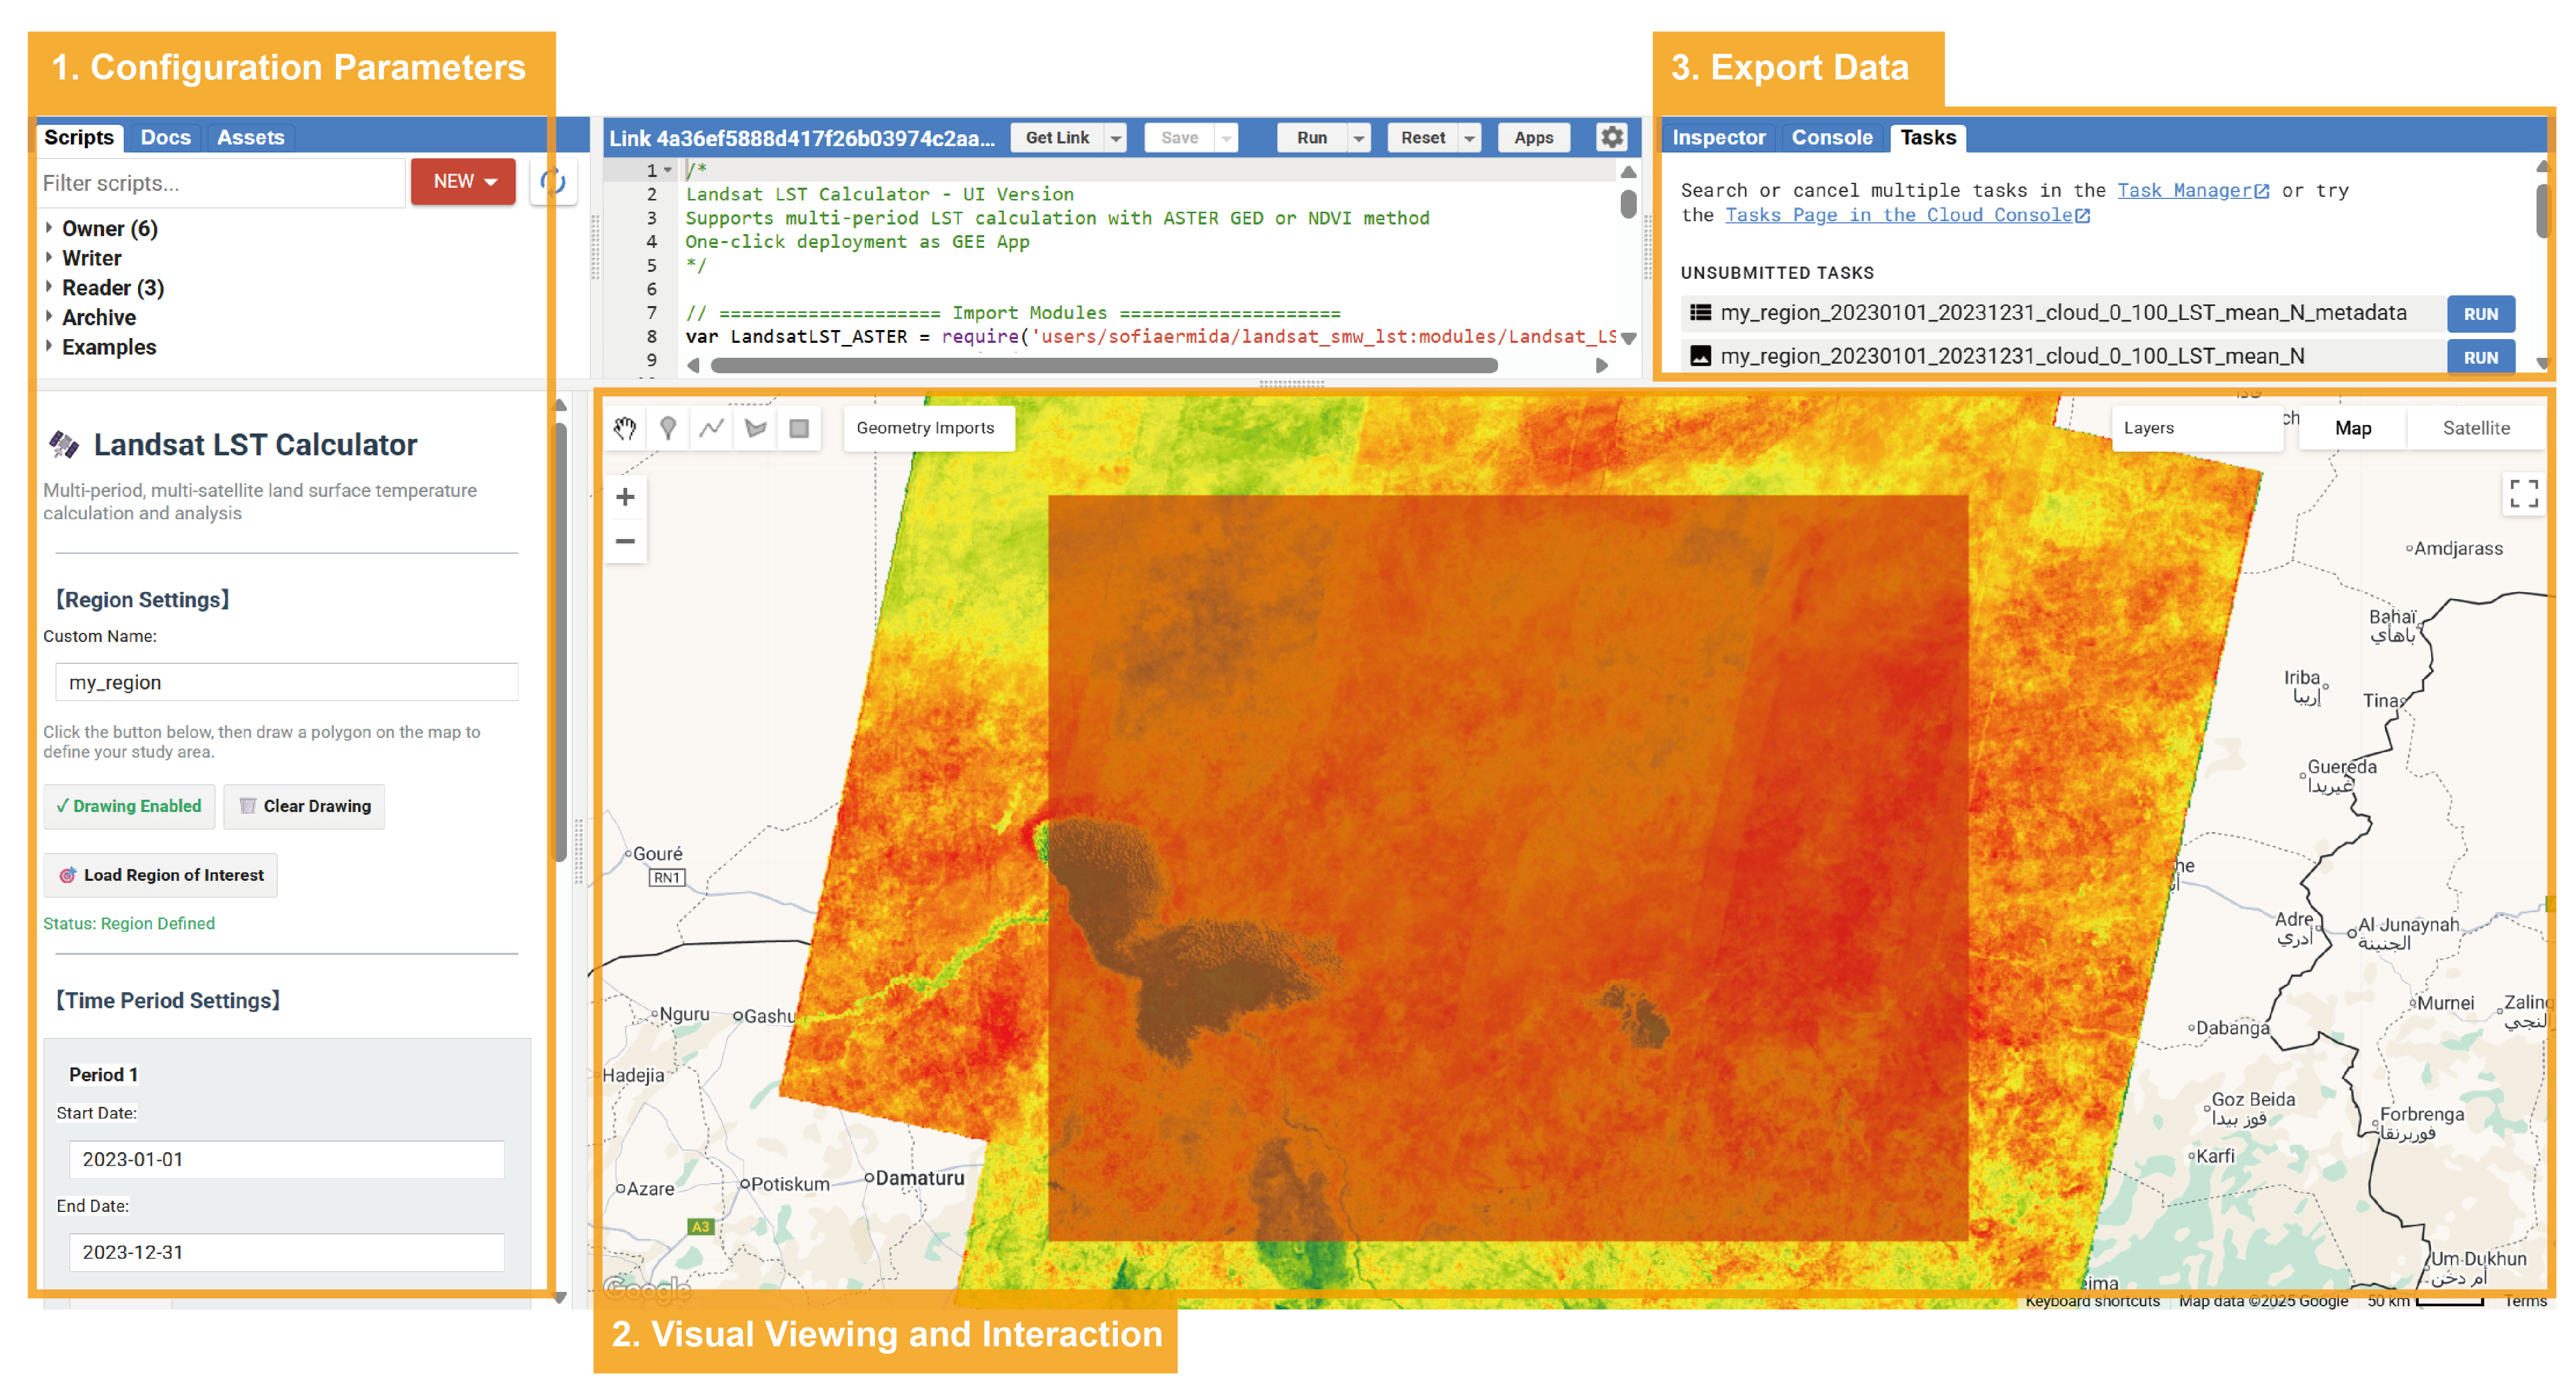 1. Configuration Parameters
3. Export Data
Scripts Docs Assets
Filter scripts...
NEW
Owner (6)
Writer
Reader (3)
Archive
Examples
Link 4a36ef5888d417f26b03974c2aa... Get Link Save Run Reset Apps
1 /*
2 Landsat LST Calculator - UI Version
3 Supports multi-period LST calculation with ASTER GED or NDVI method
4 One-click deployment as GEE App
5 */
6
7 // ==================== Import Modules ====================
8 var LandsatLST_ASTER = require('users/sofiaermida/landsat_smw_lst:modules/Landsat_LS
9
Inspector Console Tasks
Search or cancel multiple tasks in the Task Manager or try
the Tasks Page in the Cloud Console
UNSUBMITTED TASKS
my_region_20230101_20231231_cloud_0_100_LST_mean_N_metadata RUN
my_region_20230101_20231231_cloud_0_100_LST_mean_N RUN
Landsat LST Calculator
Multi-period, multi-satellite land surface temperature
calculation and analysis
【Region Settings】
Custom Name:
my_region
Click the button below, then draw a polygon on the map to
define your study area.
✓ Drawing Enabled
Clear Drawing
Load Region of Interest
Status: Region Defined
【Time Period Settings】
Period 1
Start Date:
2023-01-01
End Date:
2023-12-31
Geometry Imports
Layers
ch
Map
Satellite
+
−
Amdjarass
Bahaï
باهاي
Iriba
إريبا
Tina
Guereda
غيريدا
Gouré
RN1
he
Adre
أدري
Al Junaynah
الجنينة
Nguru
Gashu
Murnei
Zaling
النجي
Dabanga
Hadejia
Goz Beida
قوز بيدا
Forbrenga
فوربرنقا
Karfi
Azare
Potiskum
Damaturu
A3
Um Dukhun
أم دخن
eima
Google
Keyboard shortcuts Map data ©2025 Google 50 km Terms
2. Visual Viewing and Interaction